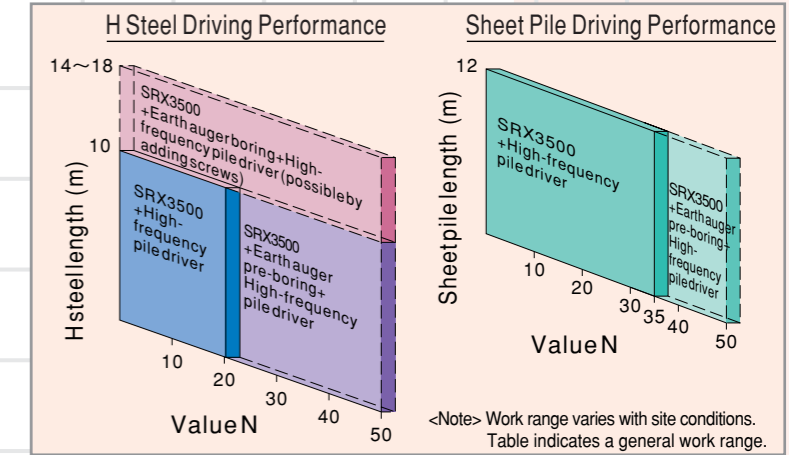 H Steel Driving Performance
14～18
10
H steel length (m)
SRX3500
+Earth auger boring+High-
frequency pile driver (possible by
adding screws)
SRX3500
+High-
frequency
pile driver
SRX3500
+Earth auger
pre-boring+
High-frequency
pile driver
10
20
30
40
50
Value N
Sheet Pile Driving Performance
12
Sheet pile length (m)
SRX3500
+High-frequency
pile driver
SRX3500
+Earth auger
pre-boring+
High-
frequency
pile driver
10
20
30
35
40
50
Value N
<Note> Work range varies with site conditions.
Table indicates a general work range.